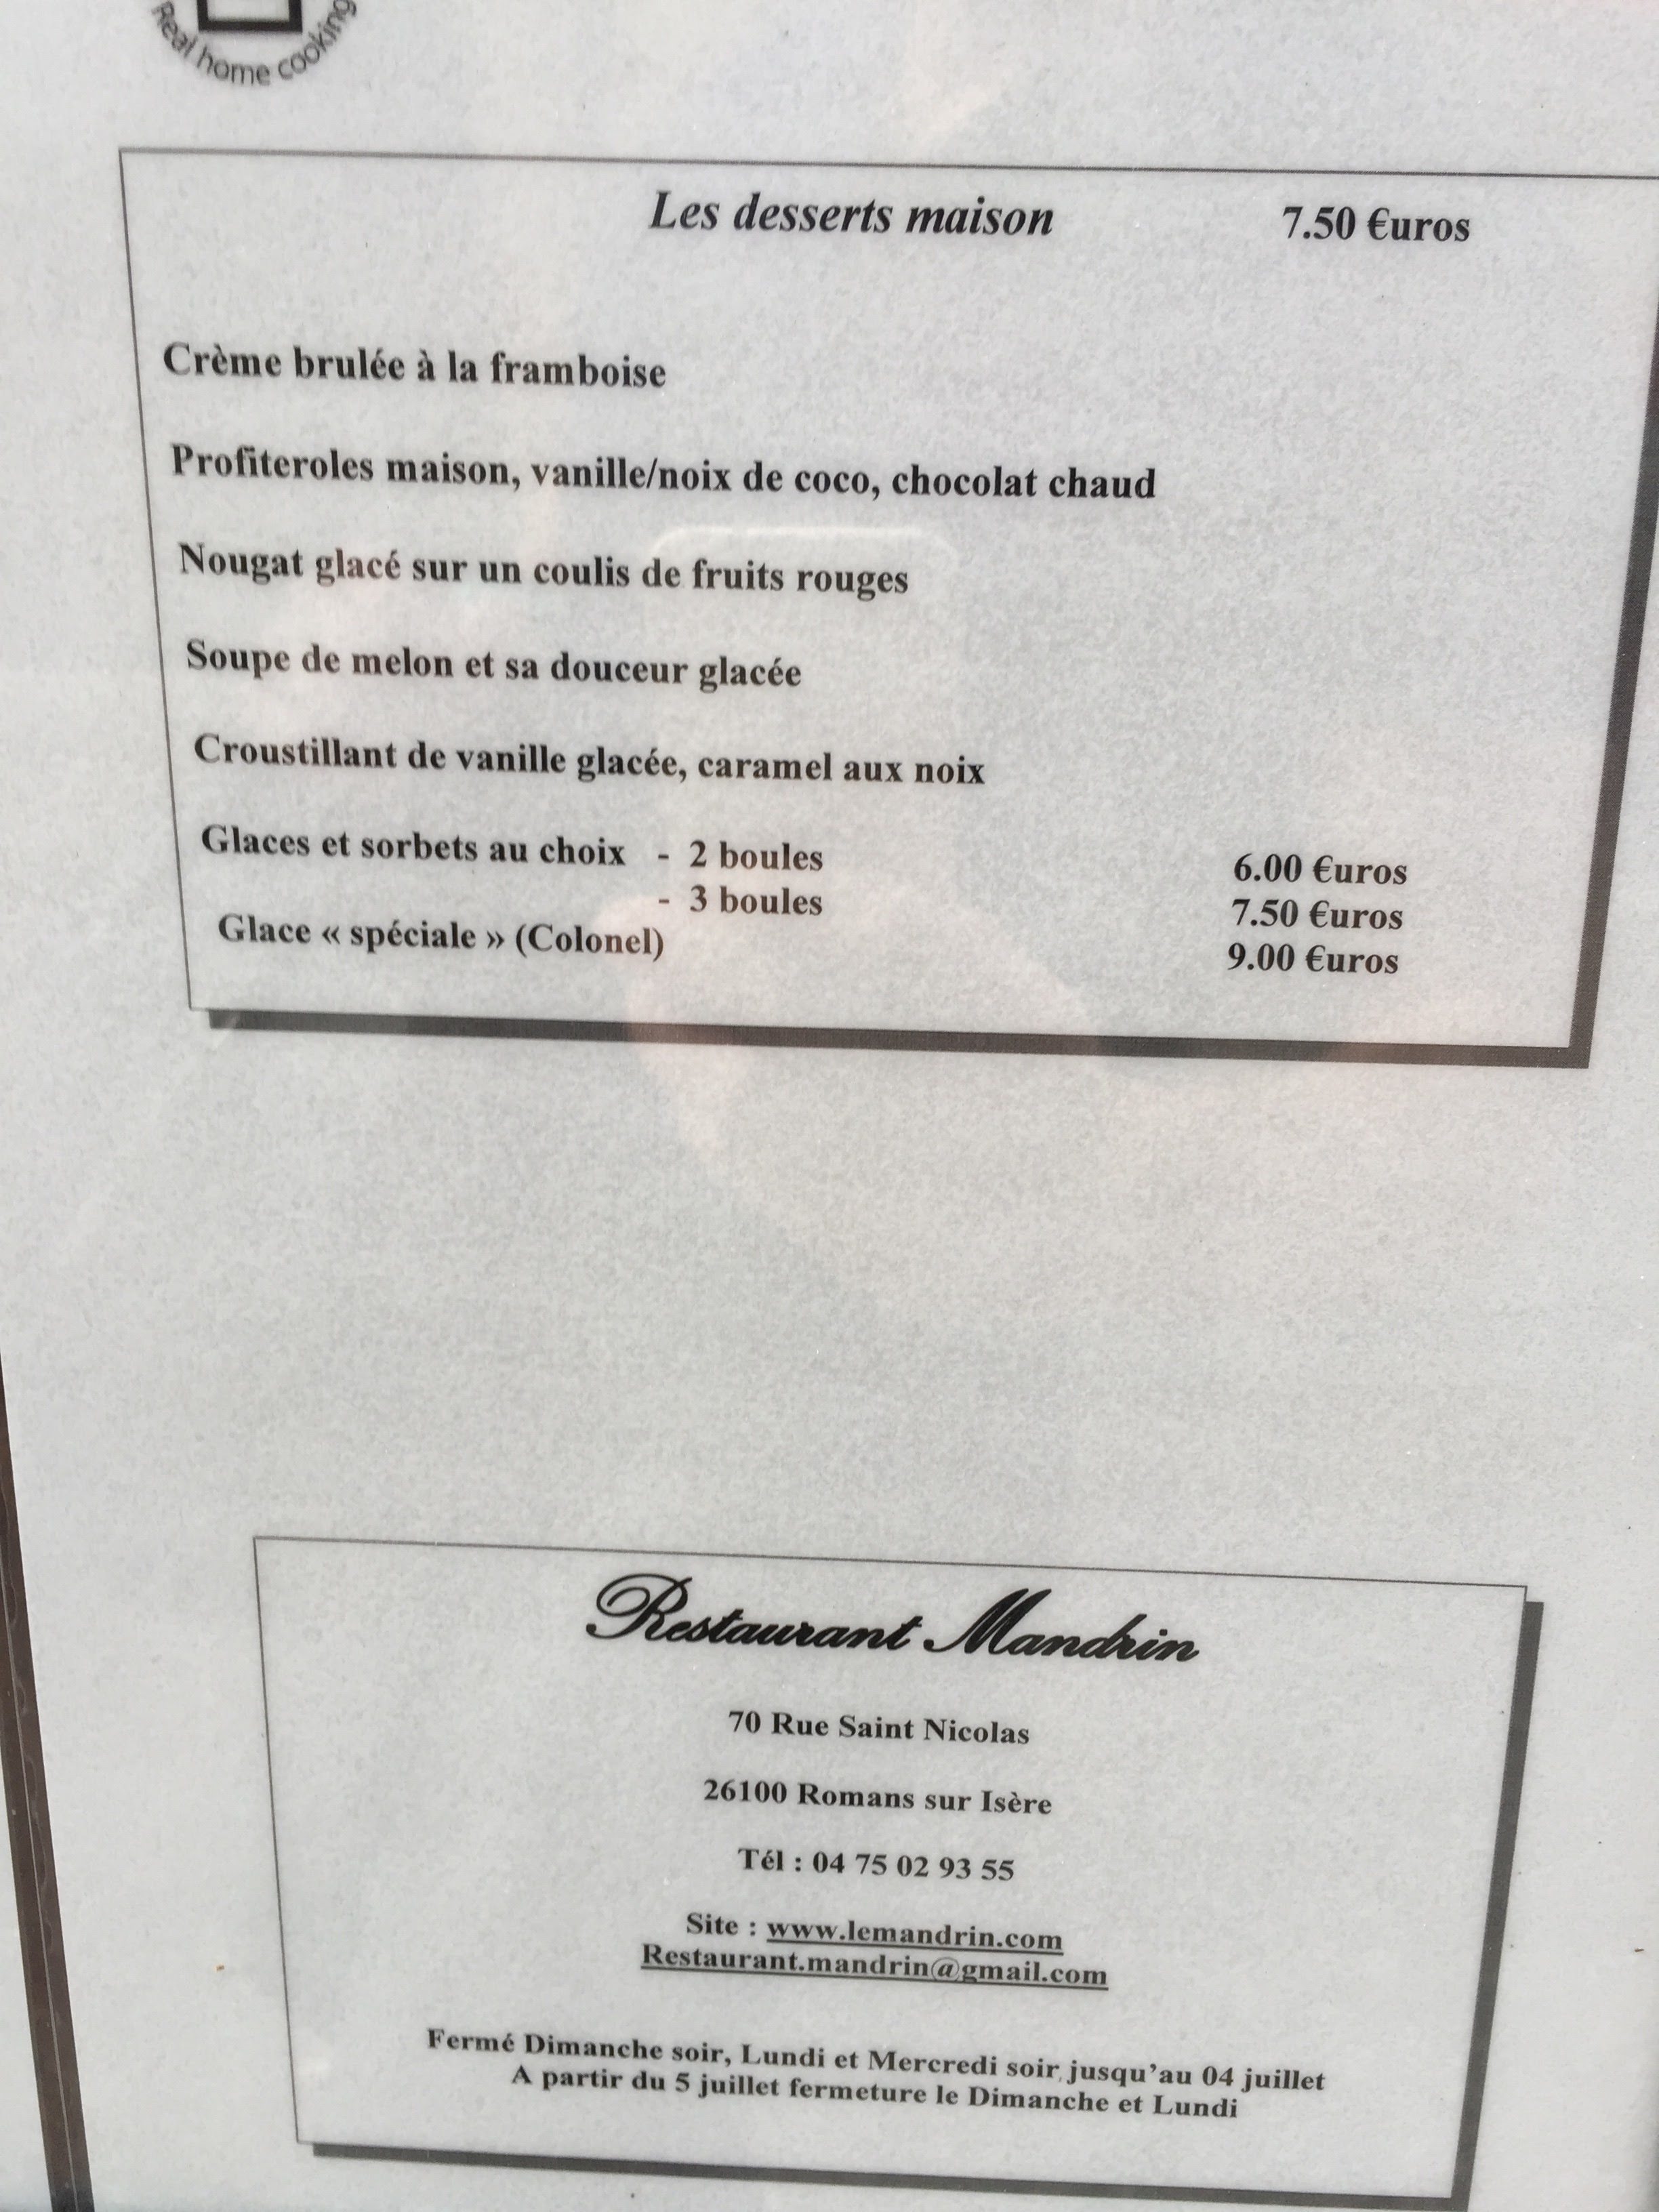 Real home cooking
Les desserts maison 7.50 €uros
Crème brulée à la framboise
Profiteroles maison, vanille/noix de coco, chocolat chaud
Nougat glacé sur un coulis de fruits rouges
Soupe de melon et sa douceur glacée
Croustillant de vanille glacée, caramel aux noix
Glaces et sorbets au choix - 2 boules 6.00 €uros
- 3 boules 7.50 €uros
Glace « spéciale » (Colonel) 9.00 €uros
Restaurant Mandrin
70 Rue Saint Nicolas
26100 Romans sur Isère
Tél : 04 75 02 93 55
Site : www.lemandrin.com
Restaurant.mandrin@gmail.com
Fermé Dimanche soir, Lundi et Mercredi soir jusqu’au 04 juillet
A partir du 5 juillet fermeture le Dimanche et Lundi